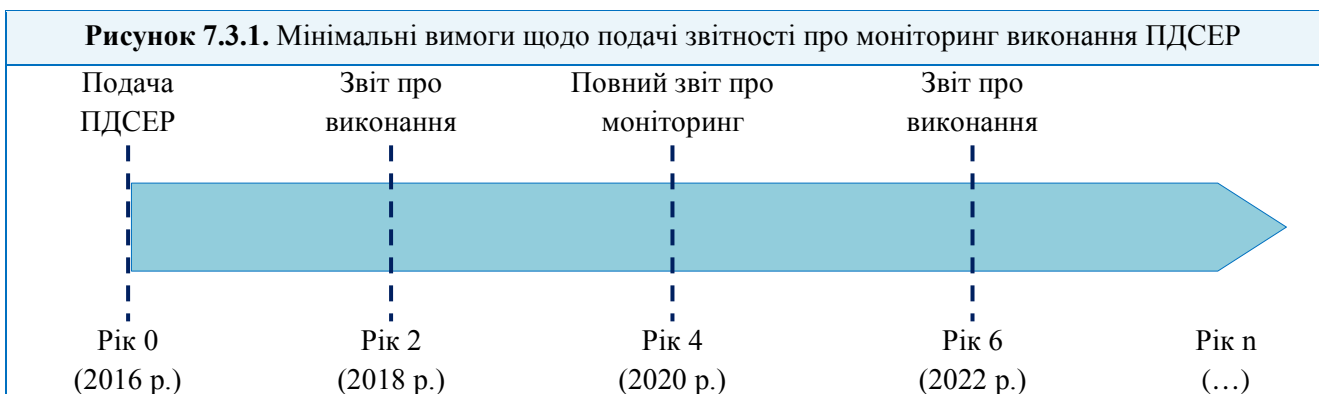 Рисунок 7.3.1. Мінімальні вимоги щодо подачі звітності про моніторинг виконання ПДСЕР
Подача Звіт про Повний звіт про Звіт про
ПДСЕР виконання моніторинг виконання
Рік 0 Рік 2 Рік 4 Рік 6 Рік n
(2016 р.) (2018 р.) (2020 р.) (2022 р.) (…)